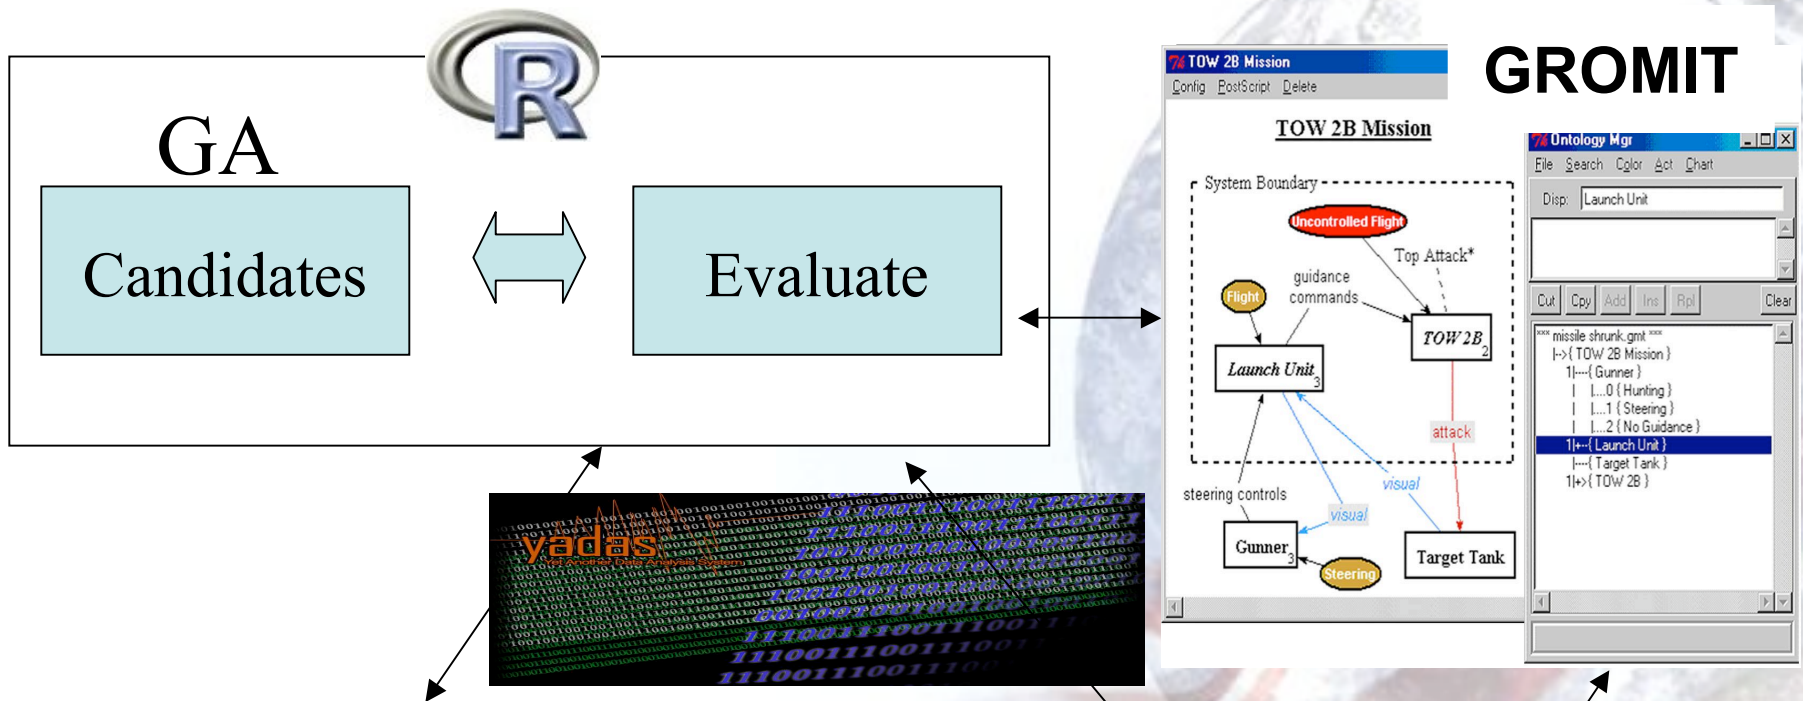 R
GA
Candidates
Evaluate
GROMIT
TOW 2B Mission
Config PostScript Delete
TOW 2B Mission
System Boundary
Uncontrolled Flight
Top Attack*
guidance
commands
Flight
TOW 2B
2
Launch Unit
3
attack
steering controls
visual
visual
Gunner
3
Steering
Target Tank
Ontology Mgr
File Search Color Act Chart
Disp: Launch Unit
Cut Cpy Add Ins Rpl Clear
*** missile shrunk.gmt ***
|-->{ TOW 2B Mission }
1|----{ Gunner }
| |....0 { Hunting }
| |....1 { Steering }
| |....2 { No Guidance }
1|+--{ Launch Unit }
|----{ Target Tank }
1|+>{ TOW 2B }
yadas
Yet Another Data Analysis System